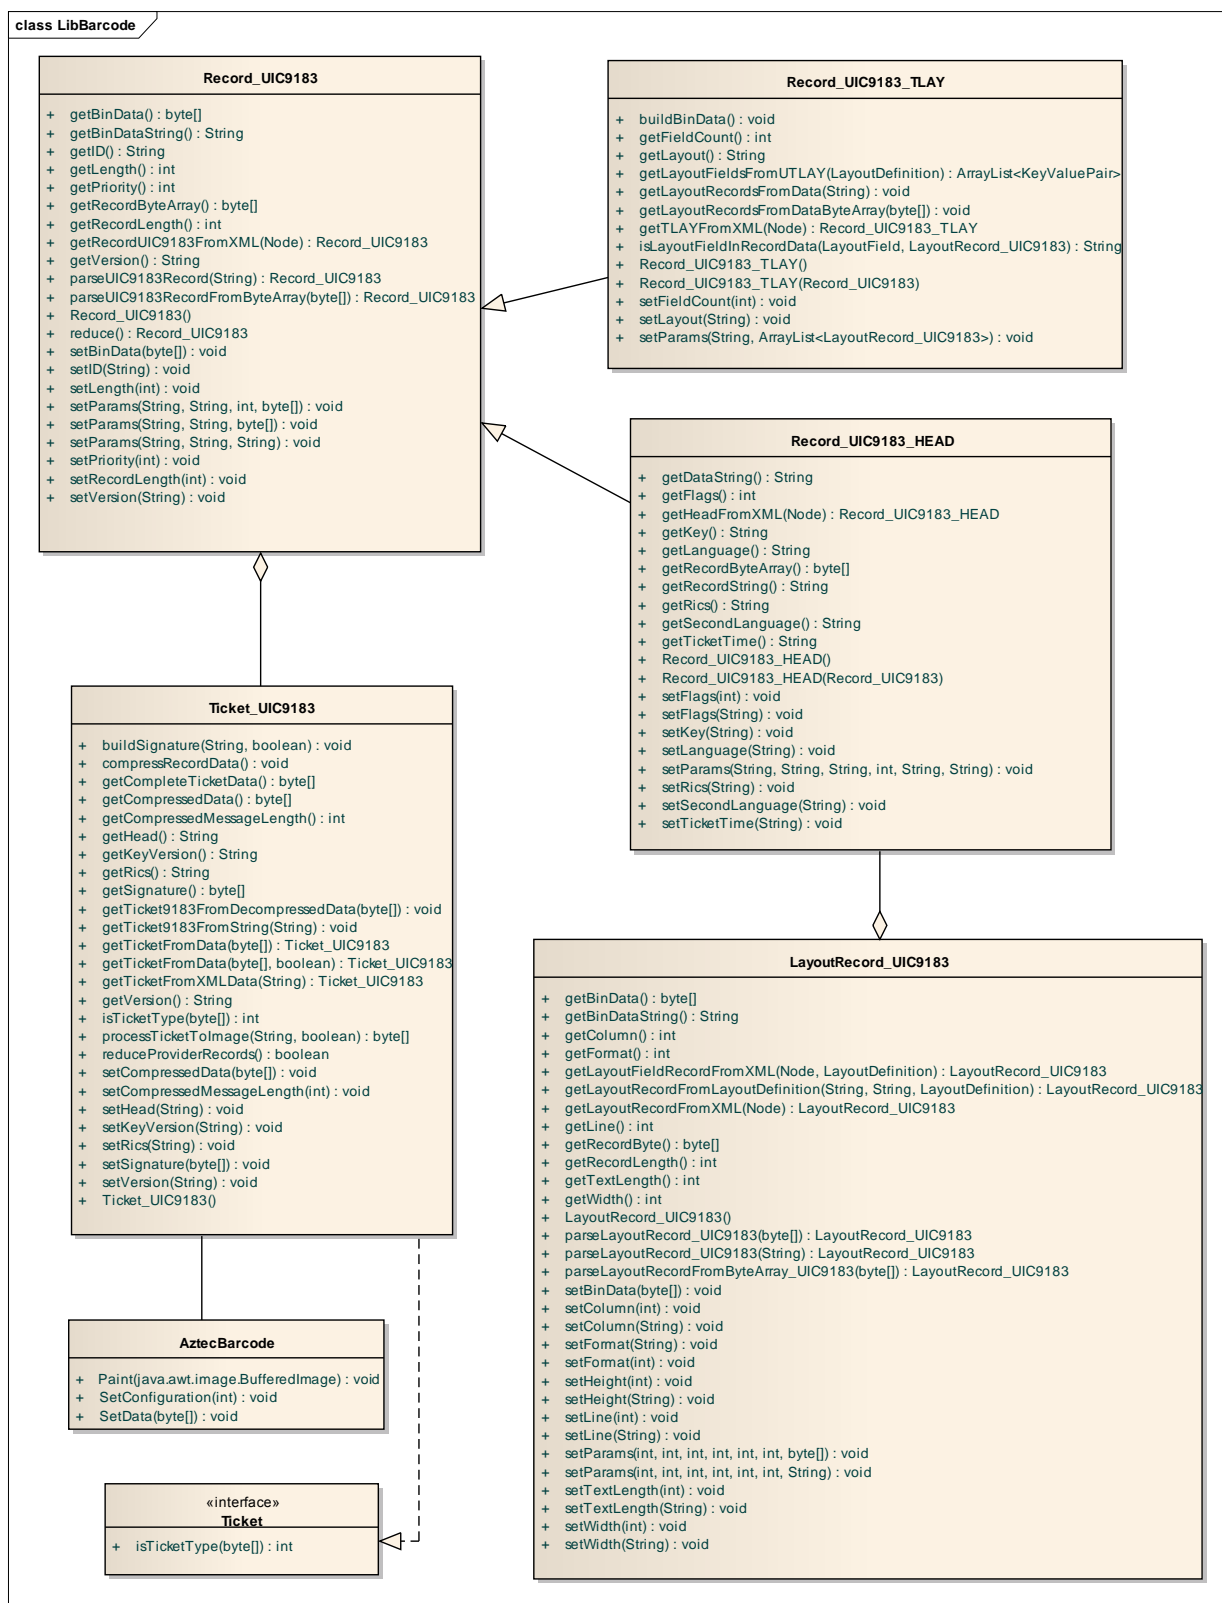 class LibBarcode
Record_UIC9183
+ getBinData() : byte[]
+ getBinDataString() : String
+ getID() : String
+ getLength() : int
+ getPriority() : int
+ getRecordByteArray() : byte[]
+ getRecordLength() : int
+ getRecordUIC9183FromXML(Node) : Record_UIC9183
+ getVersion() : String
+ parseUIC9183Record(String) : Record_UIC9183
+ parseUIC9183RecordFromByteArray(byte[]) : Record_UIC9183
+ Record_UIC9183()
+ reduce() : Record_UIC9183
+ setBinData(byte[]) : void
+ setID(String) : void
+ setLength(int) : void
+ setParams(String, String, int, byte[]) : void
+ setParams(String, String, byte[]) : void
+ setParams(String, String, String) : void
+ setPriority(int) : void
+ setRecordLength(int) : void
+ setVersion(String) : void
Record_UIC9183_TLAY
+ buildBinData() : void
+ getFieldCount() : int
+ getLayout() : String
+ getLayoutFieldsFromUTLAY(LayoutDefinition) : ArrayList<KeyValuePair>
+ getLayoutRecordsFromData(String) : void
+ getLayoutRecordsFromDataByteArray(byte[]) : void
+ getTLAYFromXML(Node) : Record_UIC9183_TLAY
+ isLayoutFieldInRecordData(LayoutField, LayoutRecord_UIC9183) : String
+ Record_UIC9183_TLAY()
+ Record_UIC9183_TLAY(Record_UIC9183)
+ setFieldCount(int) : void
+ setLayout(String) : void
+ setParams(String, ArrayList<LayoutRecord_UIC9183>) : void
Record_UIC9183_HEAD
+ getDataString() : String
+ getFlags() : int
+ getHeadFromXML(Node) : Record_UIC9183_HEAD
+ getKey() : String
+ getLanguage() : String
+ getRecordByteArray() : byte[]
+ getRecordString() : String
+ getRics() : String
+ getSecondLanguage() : String
+ getTicketTime() : String
+ Record_UIC9183_HEAD()
+ Record_UIC9183_HEAD(Record_UIC9183)
+ setFlags(int) : void
+ setFlags(String) : void
+ setKey(String) : void
+ setLanguage(String) : void
+ setParams(String, String, String, int, String, String) : void
+ setRics(String) : void
+ setSecondLanguage(String) : void
+ setTicketTime(String) : void
Ticket_UIC9183
+ buildSignature(String, boolean) : void
+ compressRecordData() : void
+ getCompleteTicketData() : byte[]
+ getCompressedData() : byte[]
+ getCompressedMessageLength() : int
+ getHead() : String
+ getKeyVersion() : String
+ getRics() : String
+ getSignature() : byte[]
+ getTicket9183FromDecompressedData(byte[]) : void
+ getTicket9183FromString(String) : void
+ getTicketFromData(byte[]) : Ticket_UIC9183
+ getTicketFromData(byte[], boolean) : Ticket_UIC9183
+ getTicketFromXMLData(String) : Ticket_UIC9183
+ getVersion() : String
+ isTicketType(byte[]) : int
+ processTicketToImage(String, boolean) : byte[]
+ reduceProviderRecords() : boolean
+ setCompressedData(byte[]) : void
+ setCompressedMessageLength(int) : void
+ setHead(String) : void
+ setKeyVersion(String) : void
+ setRics(String) : void
+ setSignature(byte[]) : void
+ setVersion(String) : void
+ Ticket_UIC9183()
LayoutRecord_UIC9183
+ getBinData() : byte[]
+ getBinDataString() : String
+ getColumn() : int
+ getFormat() : int
+ getLayoutFieldRecordFromXML(Node, LayoutDefinition) : LayoutRecord_UIC9183
+ getLayoutRecordFromLayoutDefinition(String, String, LayoutDefinition) : LayoutRecord_UIC9183
+ getLayoutRecordFromXML(Node) : LayoutRecord_UIC9183
+ getLine() : int
+ getRecordByte() : byte[]
+ getRecordLength() : int
+ getTextLength() : int
+ getWidth() : int
+ LayoutRecord_UIC9183()
+ parseLayoutRecord_UIC9183(byte[]) : LayoutRecord_UIC9183
+ parseLayoutRecord_UIC9183(String) : LayoutRecord_UIC9183
+ parseLayoutRecordFromByteArray_UIC9183(byte[]) : LayoutRecord_UIC9183
+ setBinData(byte[]) : void
+ setColumn(int) : void
+ setColumn(String) : void
+ setFormat(String) : void
+ setFormat(int) : void
+ setHeight(int) : void
+ setHeight(String) : void
+ setLine(int) : void
+ setLine(String) : void
+ setParams(int, int, int, int, int, int, byte[]) : void
+ setParams(int, int, int, int, int, int, String) : void
+ setTextLength(int) : void
+ setTextLength(String) : void
+ setWidth(int) : void
+ setWidth(String) : void
AztecBarcode
+ Paint(java.awt.image.BufferedImage) : void
+ SetConfiguration(int) : void
+ SetData(byte[]) : void
«interface»
Ticket
+ isTicketType(byte[]) : int